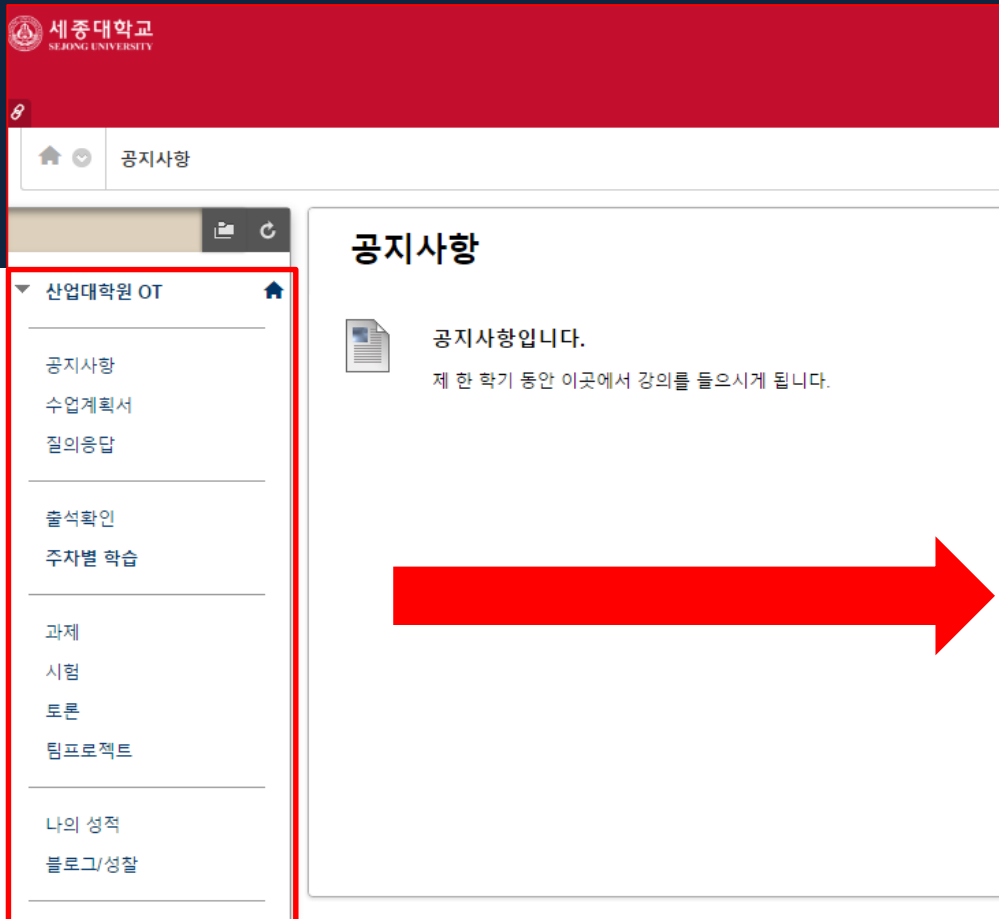 세종대학교
SEJONG UNIVERSITY
공지사항
산업대학원 OT
공지사항
수업계획서
질의응답
출석확인
주차별 학습
과제
시험
토론
팀프로젝트
나의 성적
블로그/성찰
공지사항
공지사항입니다.
제 한 학기 동안 이곳에서 강의를 들으시게 됩니다.